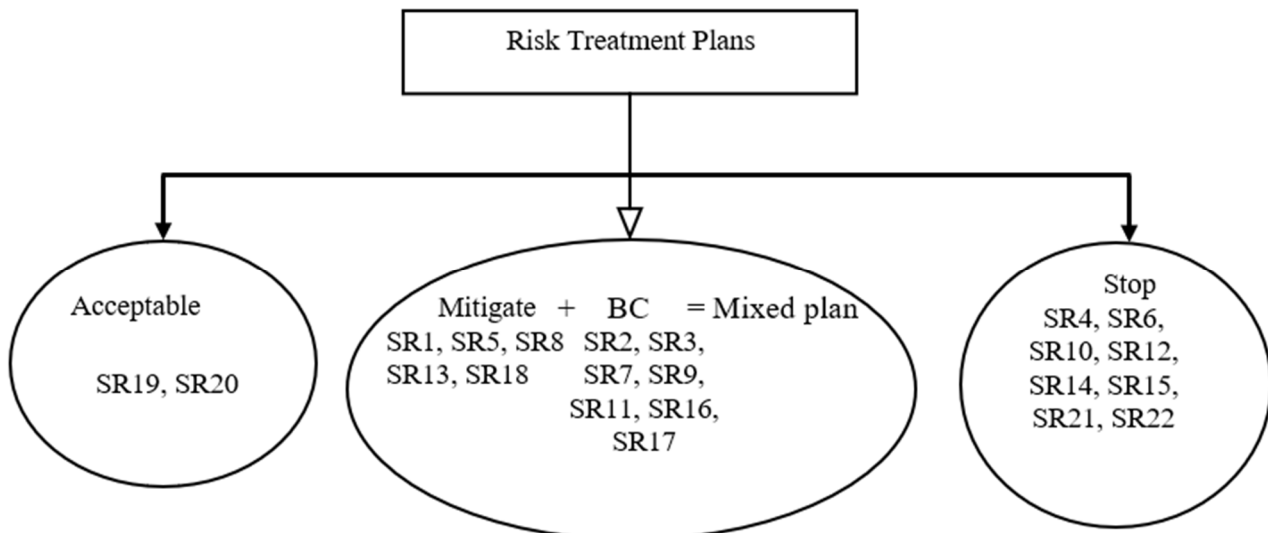 Risk Treatment Plans
Acceptable
SR19, SR20
Mitigate + BC = Mixed plan
SR1, SR5, SR8 SR2, SR3,
SR13, SR18 SR7, SR9,
SR11, SR16,
SR17
Stop
SR4, SR6,
SR10, SR12,
SR14, SR15,
SR21, SR22